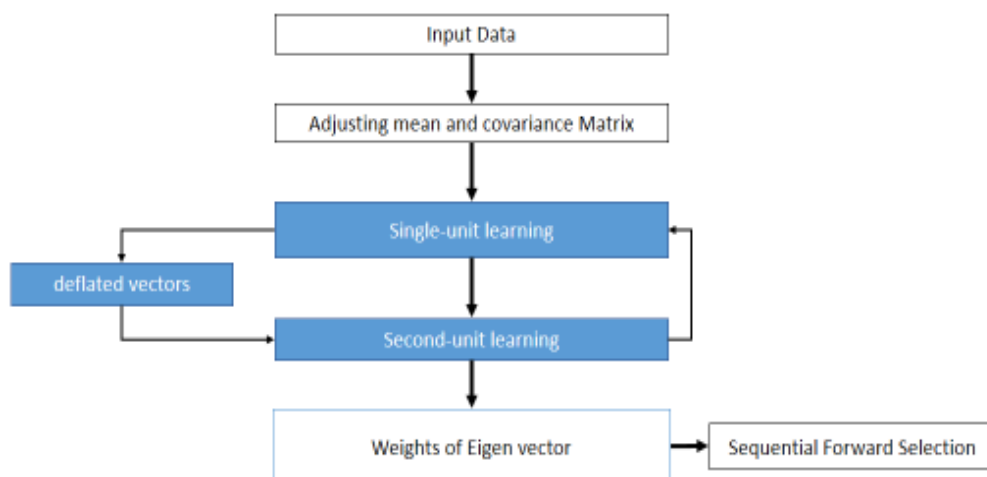 Input Data
Adjusting mean and covariance Matrix
Single-unit learning
deflated vectors
Second-unit learning
Weights of Eigen vector
Sequential Forward Selection